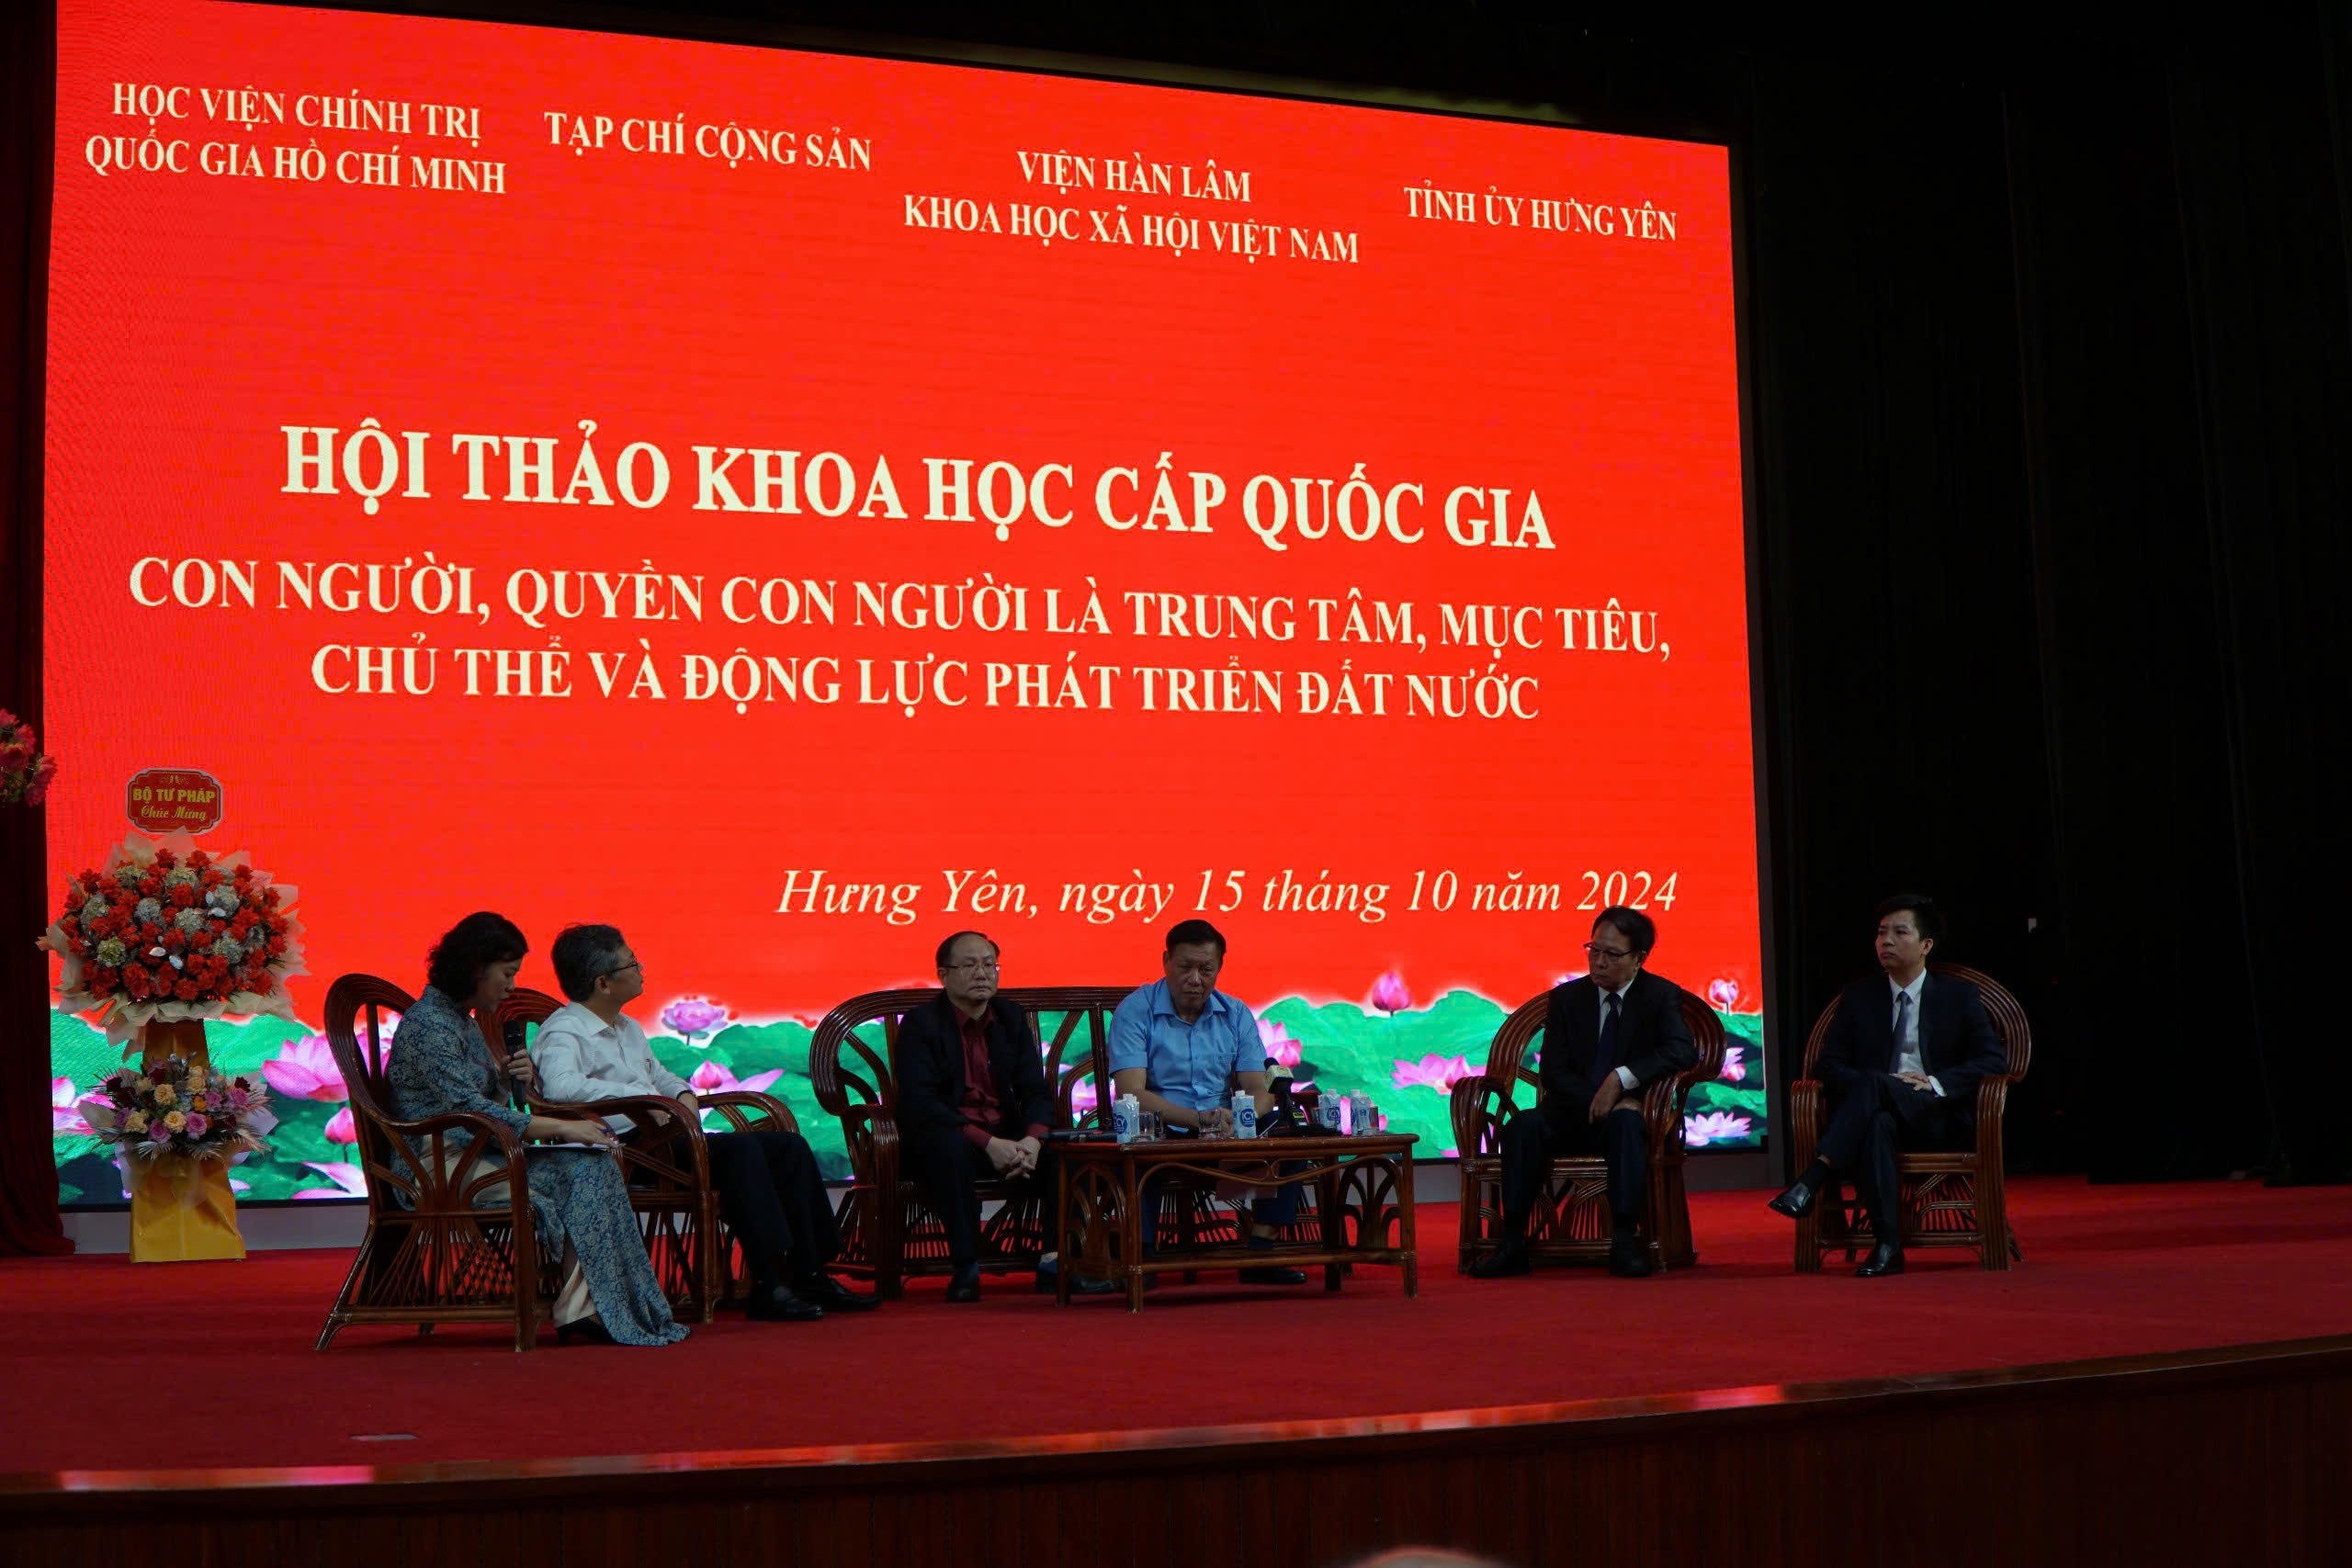 HỌC VIỆN CHÍNH TRỊ
QUỐC GIA HỒ CHÍ MINH
TẠP CHÍ CỘNG SẢN
VIỆN HÀN LÂM
KHOA HỌC XÃ HỘI VIỆT NAM
TỈNH ỦY HƯNG YÊN
HỘI THẢO KHOA HỌC CẤP QUỐC GIA
CON NGƯỜI, QUYỀN CON NGƯỜI LÀ TRUNG TÂM, MỤC TIÊU,
CHỦ THỂ VÀ ĐỘNG LỰC PHÁT TRIỂN ĐẤT NƯỚC
Hưng Yên, ngày 15 tháng 10 năm 2024
BỘ TƯ PHÁP
Chúc Mừng